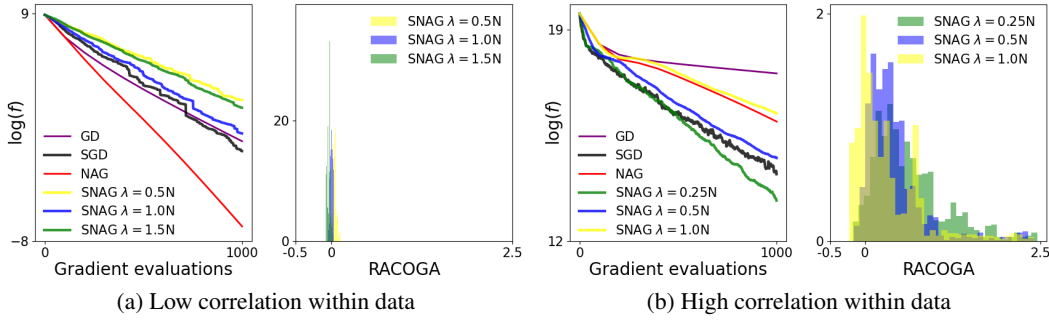 9
log(f)
-8
GD
SGD
NAG
SNAG λ = 0.5N
SNAG λ = 1.0N
SNAG λ = 1.5N
0
1000
Gradient evaluations
SNAG λ = 0.5N
SNAG λ = 1.0N
SNAG λ = 1.5N
20
0
-0.5
0
2.5
RACOGA
(a) Low correlation within data
19
log(f)
12
GD
SGD
NAG
SNAG λ = 0.25N
SNAG λ = 0.5N
SNAG λ = 1.0N
0
1000
Gradient evaluations
2
SNAG λ = 0.25N
SNAG λ = 0.5N
SNAG λ = 1.0N
0
-0.5
0
2.5
RACOGA
(b) High correlation within data